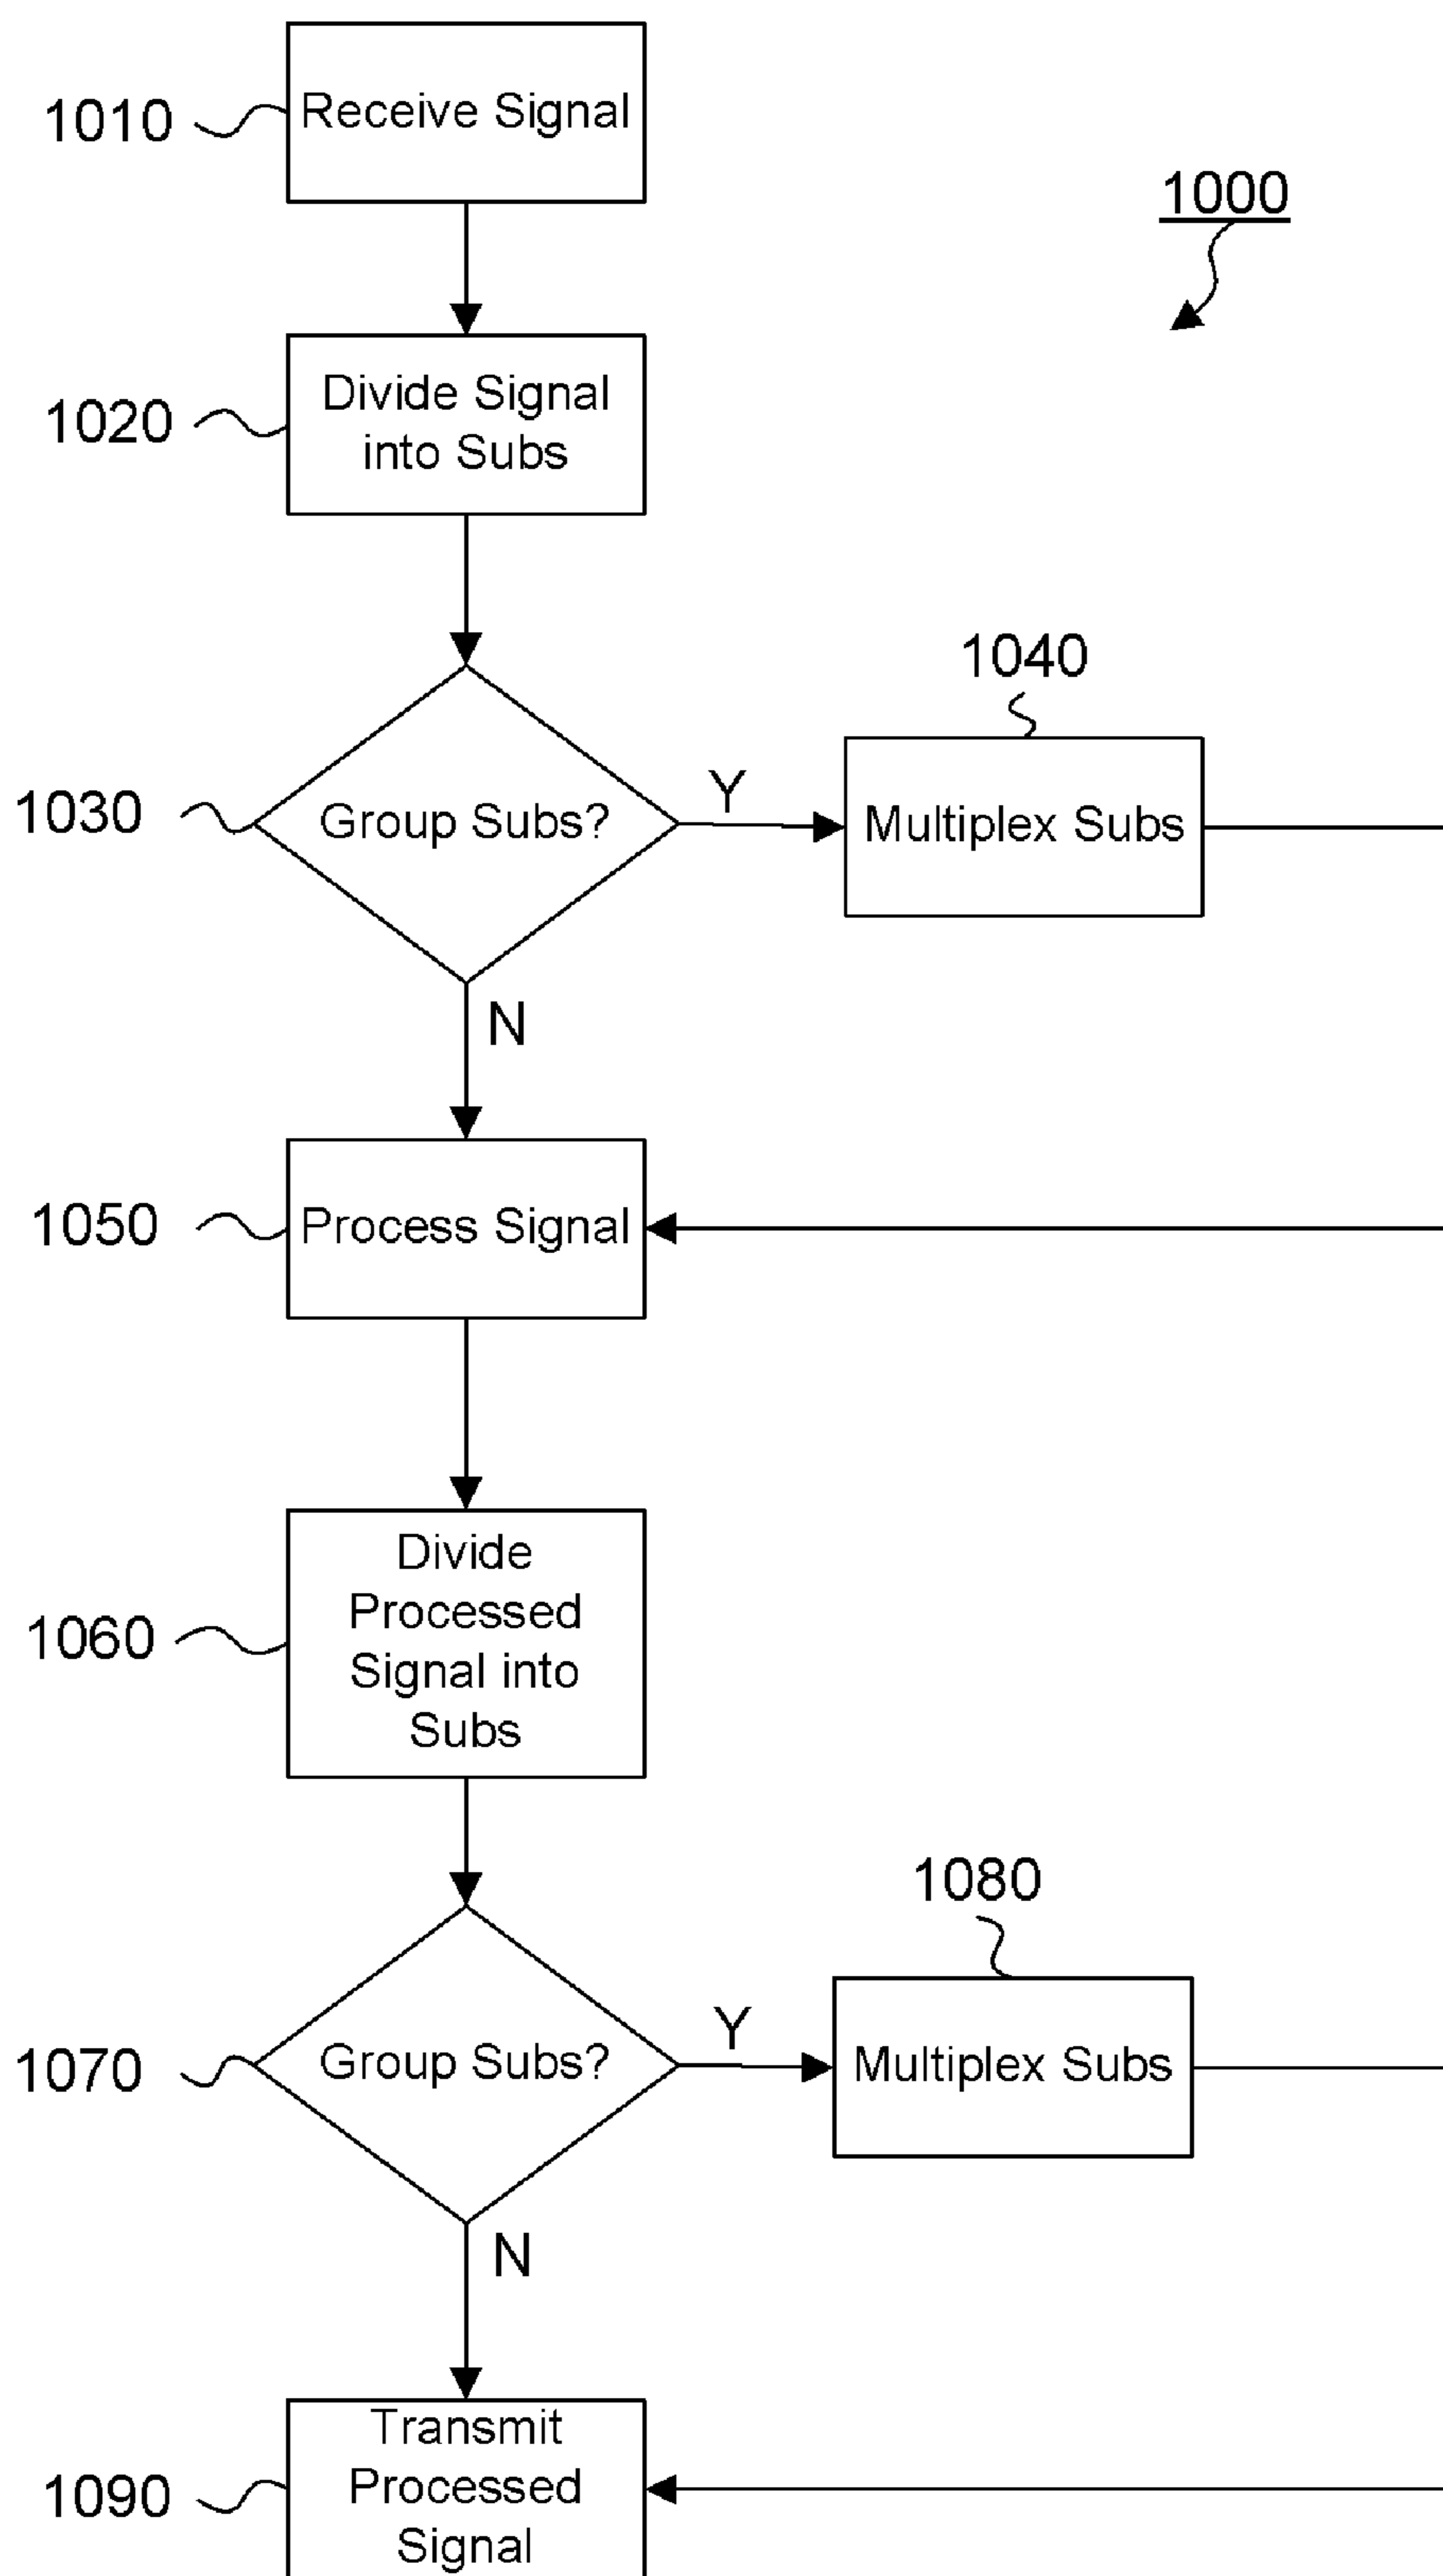 1010
Receive Signal
1000
1020
Divide Signal
into Subs
1030
Group Subs?
Y
1040
Multiplex Subs
N
1050
Process Signal
1060
Divide
Processed
Signal into
Subs
1070
Group Subs?
Y
1080
Multiplex Subs
N
1090
Transmit
Processed
Signal